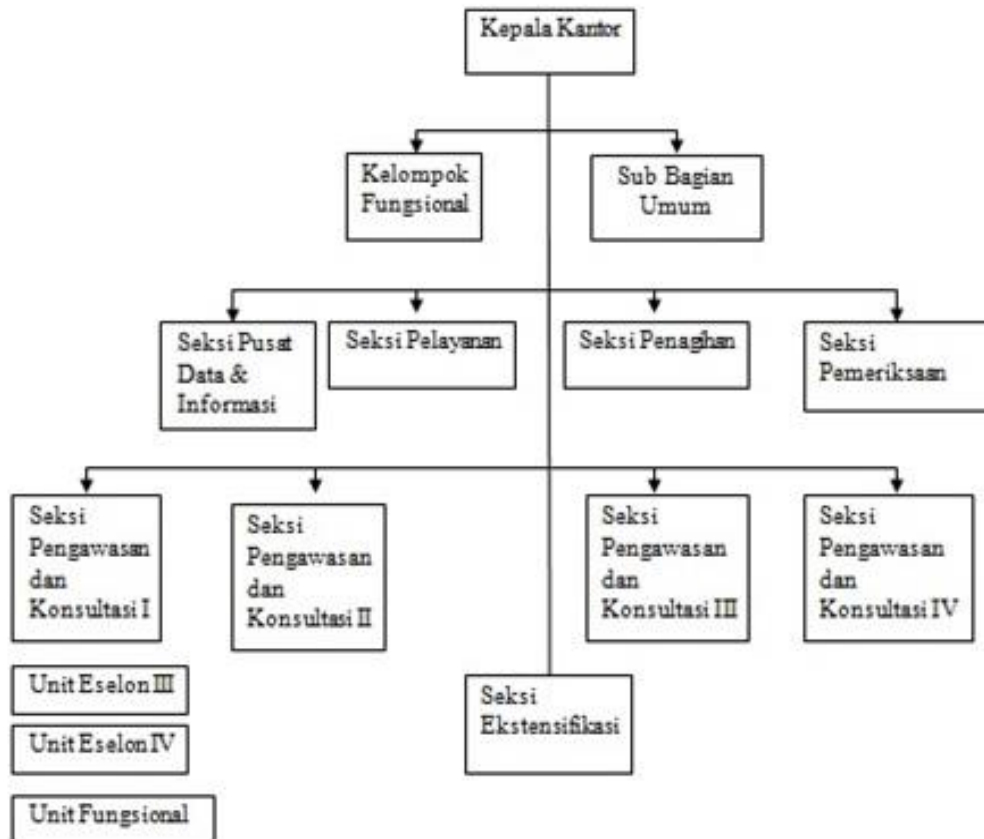 Kepala Kantor
Kelompok
Fungsional
Sub Bagian
Umum
Seksi Pusat
Data &
Informasi
Seksi Pelayanan
Seksi Penagihan
Seksi
Pemeriksaan
Seksi
Pengawasan
dan
Konsultasi I
Seksi
Pengawasan
dan
Konsultasi II
Seksi
Pengawasan
dan
Konsultasi III
Seksi
Pengawasan
dan
Konsultasi IV
Unit Eselon III
Unit Eselon IV
Unit Fungsional
Seksi
Ekstensifikasi